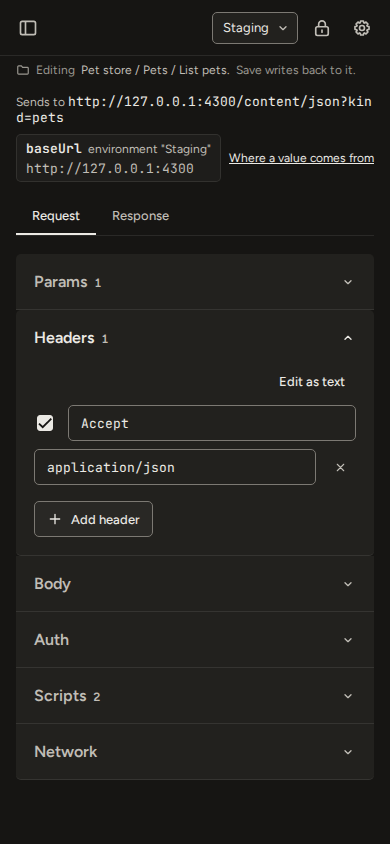 Staging
Editing Pet store / Pets / List pets. Save writes back to it.
Sends to http://127.0.0.1:4300/content/json?kin
d=pets
baseUrl environment "Staging"
http://127.0.0.1:4300
Where a value comes from
Request Response
Params 1
Headers 1
Edit as text
Accept
application/json
Add header
Body
Auth
Scripts 2
Network